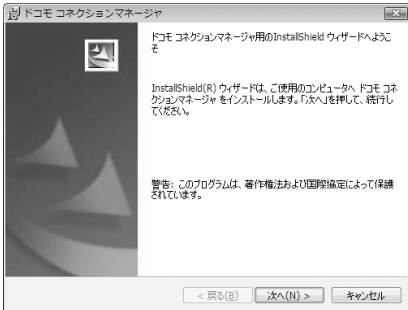 ドコモ コネクションマネージャ
ドコモ コネクションマネージャ用のInstallShield ウィザードへようこ
そ
InstallShield(R) ウィザードは、ご使用のコンピュータへ ドコモ コネ
クションマネージャ をインストールします。「次へ」を押して、続行し
てください。
警告: このプログラムは、著作権法および国際協定によって保護
されています。
< 戻る(B)
次へ(N) >
キャンセル